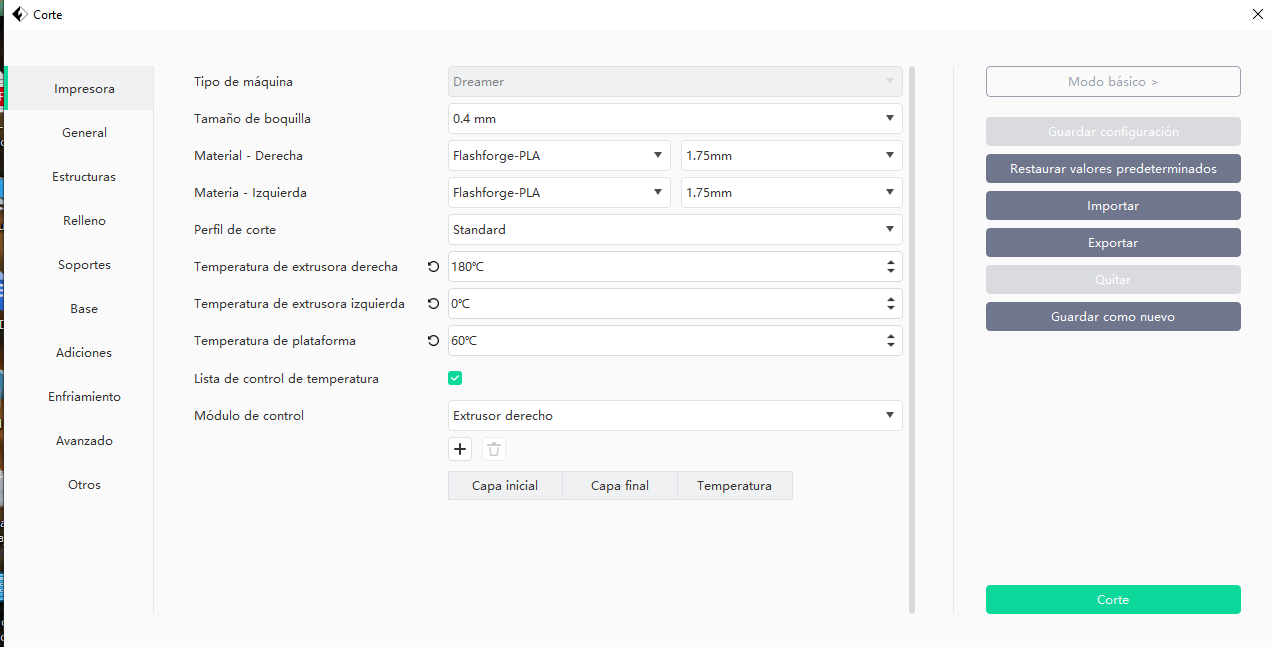 Corte
Impresora
General
Estructuras
Relleno
Soportes
Base
Adiciones
Enfriamiento
Avanzado
Otros
Tipo de máquina Dreamer
Tamaño de boquilla 0.4 mm
Material - Derecha Flashforge-PLA 1.75mm
Materia - Izquierda Flashforge-PLA 1.75mm
Perfil de corte Standard
Temperatura de extrusora derecha 180℃
Temperatura de extrusora izquierda 0℃
Temperatura de plataforma 60℃
Lista de control de temperatura
Módulo de control Extrusor derecho
Capa inicial Capa final Temperatura
Modo básico >
Guardar configuración
Restaurar valores predeterminados
Importar
Exportar
Quitar
Guardar como nuevo
Corte